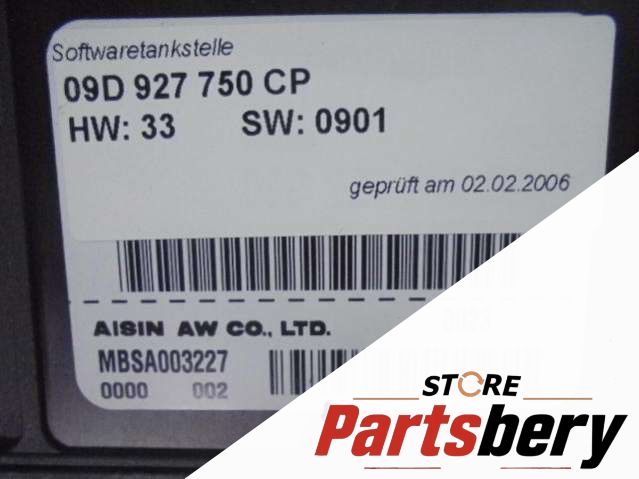 Softwaretankstelle
09D 927 750 CP
HW: 33 SW: 0901
geprüft am 02.02.2006
AISIN AW CO., LTD.
MBSA003227
0000 002
STORE
Partsbery